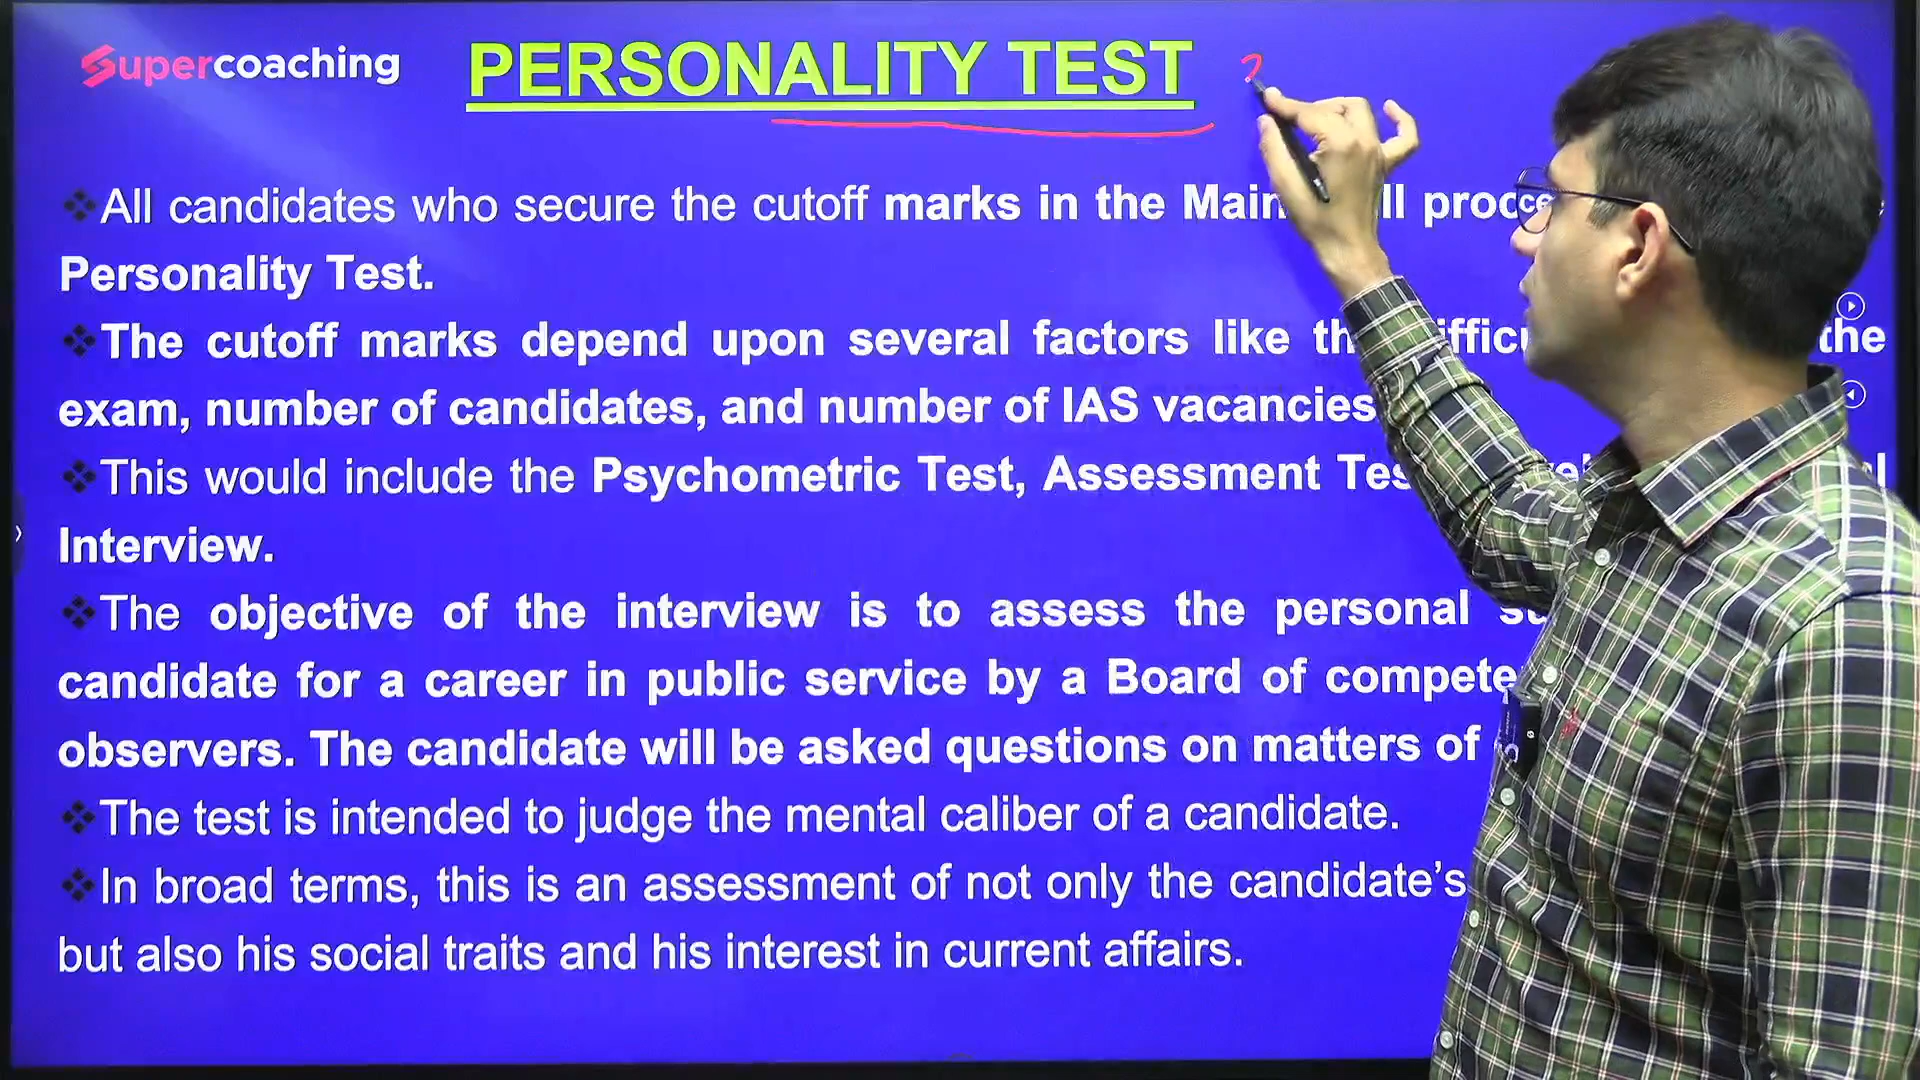 Supercoaching
PERSONALITY TEST
❖All candidates who secure the cutoff marks in the
Personality Test.
❖The cutoff marks depend upon several factors like the
exam, number of candidates, and number of IAS vacancies
❖This would include the Psychometric Test, Assessment
Interview.
❖The objective of the interview is to assess the personal
candidate for a career in public service by a Board of
observers. The candidate will be asked questions on matters of
❖The test is intended to judge the mental caliber of a candidate.
❖In broad terms, this is an assessment of not only the candidate’s
but also his social traits and his interest in current affairs.